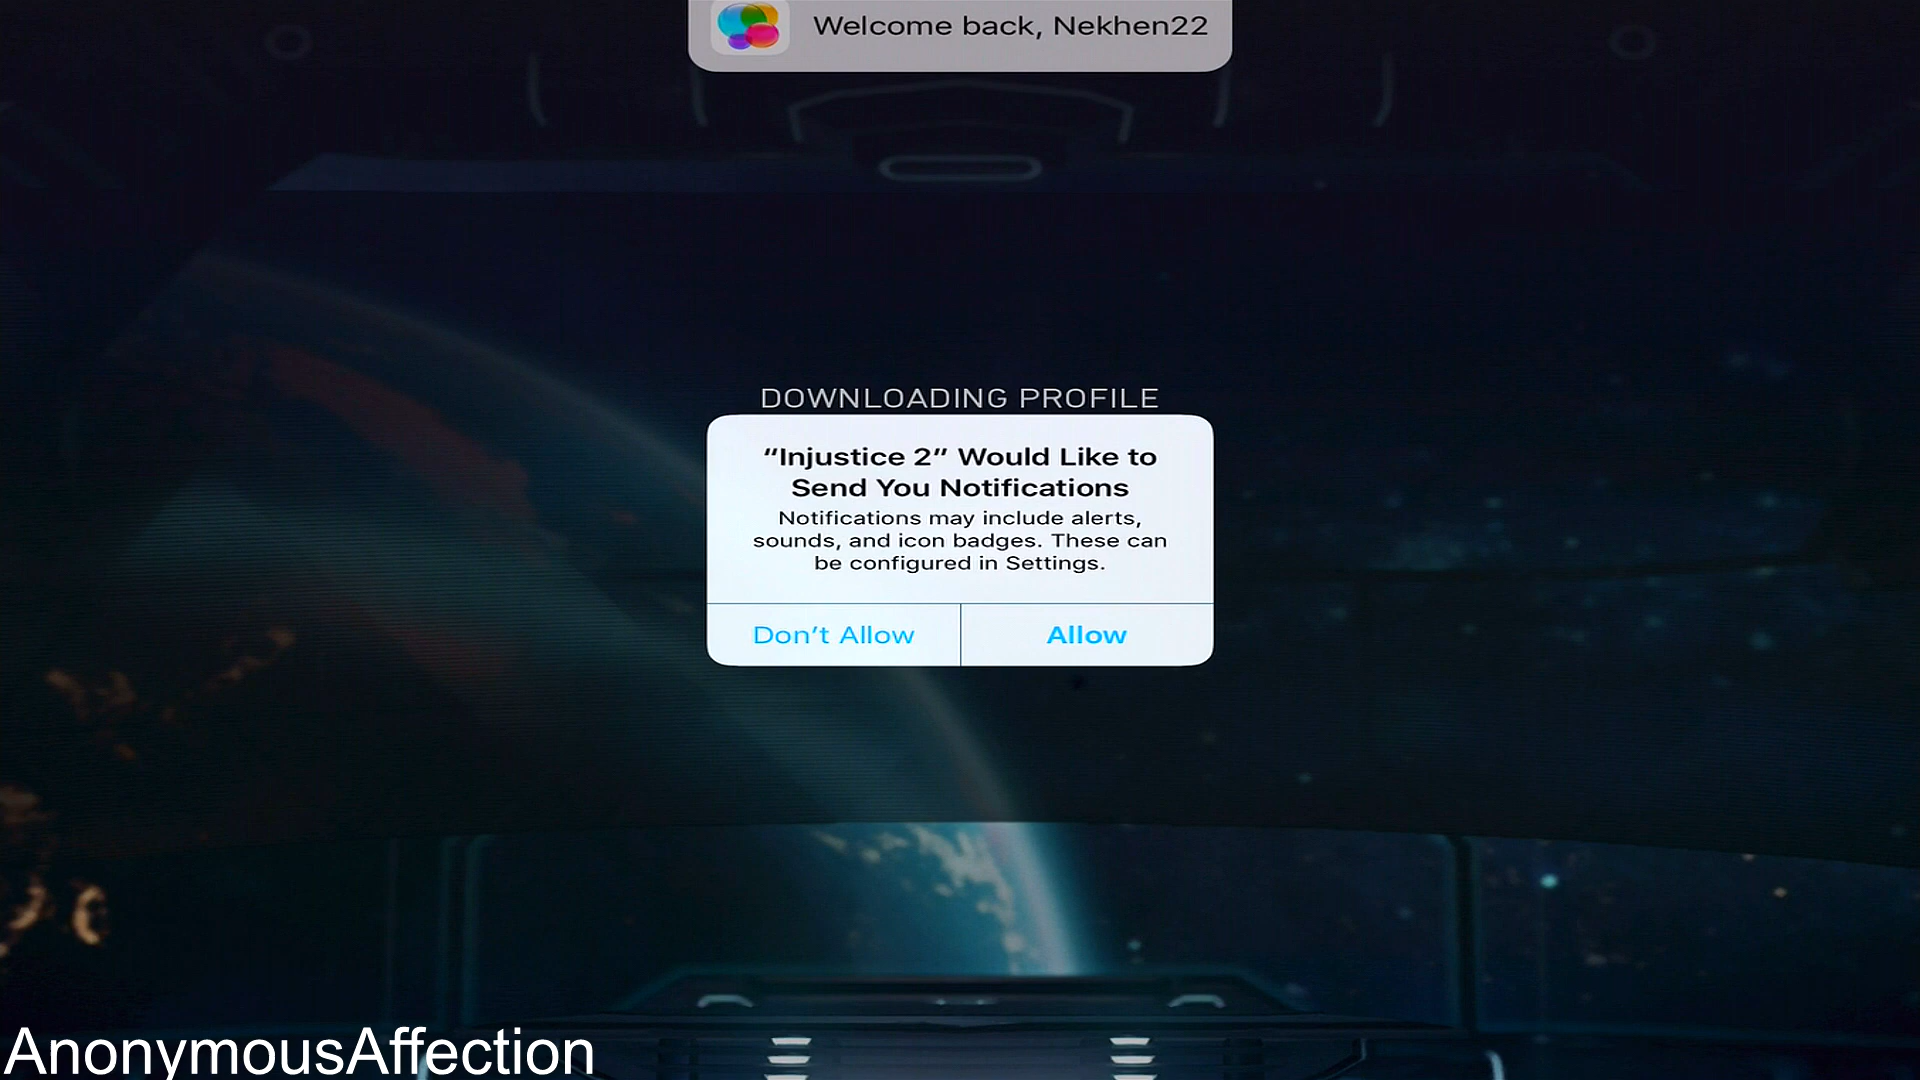 Welcome back, Nekhen22
DOWNLOADING PROFILE
“Injustice 2” Would Like to
Send You Notifications
Notifications may include alerts,
sounds, and icon badges. These can
be configured in Settings.
Don’t Allow
Allow
AnonymousAffection